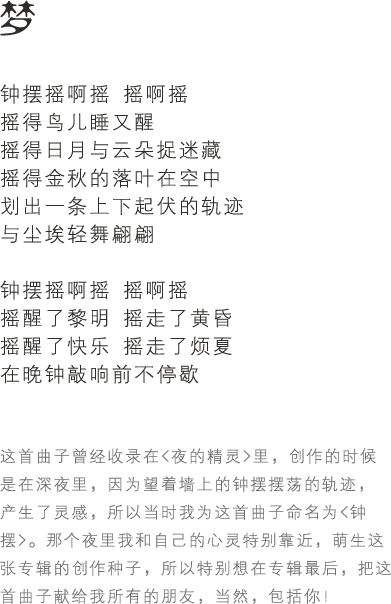 梦
钟摆摇啊摇 摇啊摇
摇得鸟儿睡又醒
摇得日月与云朵捉迷藏
摇得金秋的落叶在空中
划出一条上下起伏的轨迹
与尘埃轻舞翩翩
钟摆摇啊摇 摇啊摇
摇醒了黎明 摇走了黄昏
摇醒了快乐 摇走了烦夏
在晚钟敲响前不停歇
这首曲子曾经收录在<夜的精灵>里，创作的时候
是在深夜里，因为望着墙上的钟摆摆荡的轨迹，
产生了灵感，所以当时我为这首曲子命名为<钟
摆>。那个夜里我和自己的心灵特别靠近，萌生这
张专辑的创作种子，所以特别想在专辑最后，把这
首曲子献给我所有的朋友，当然，包括你!